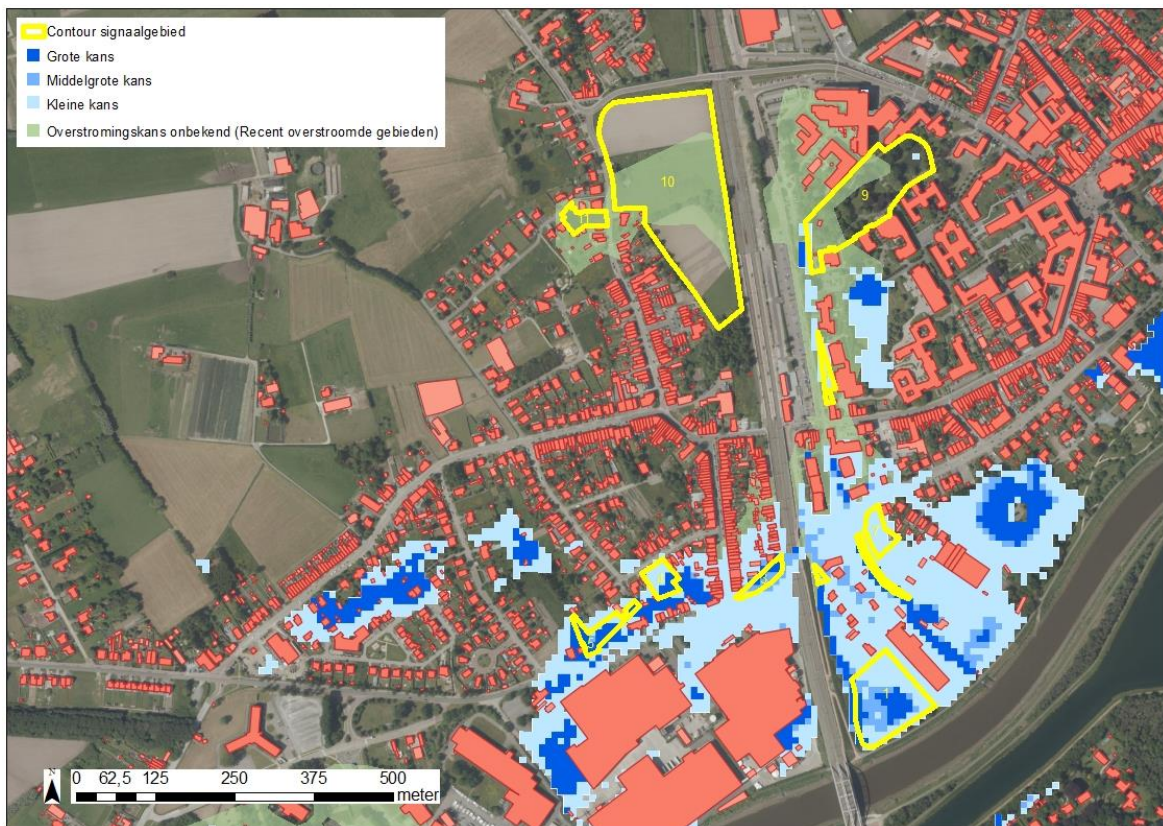 Contour signaalgebied
Grote kans
Middelgrote kans
Kleine kans
Overstromingskans onbekend (Recent overstroomde gebieden)
10
9
N
0 62,5 125 250 375 500
meter